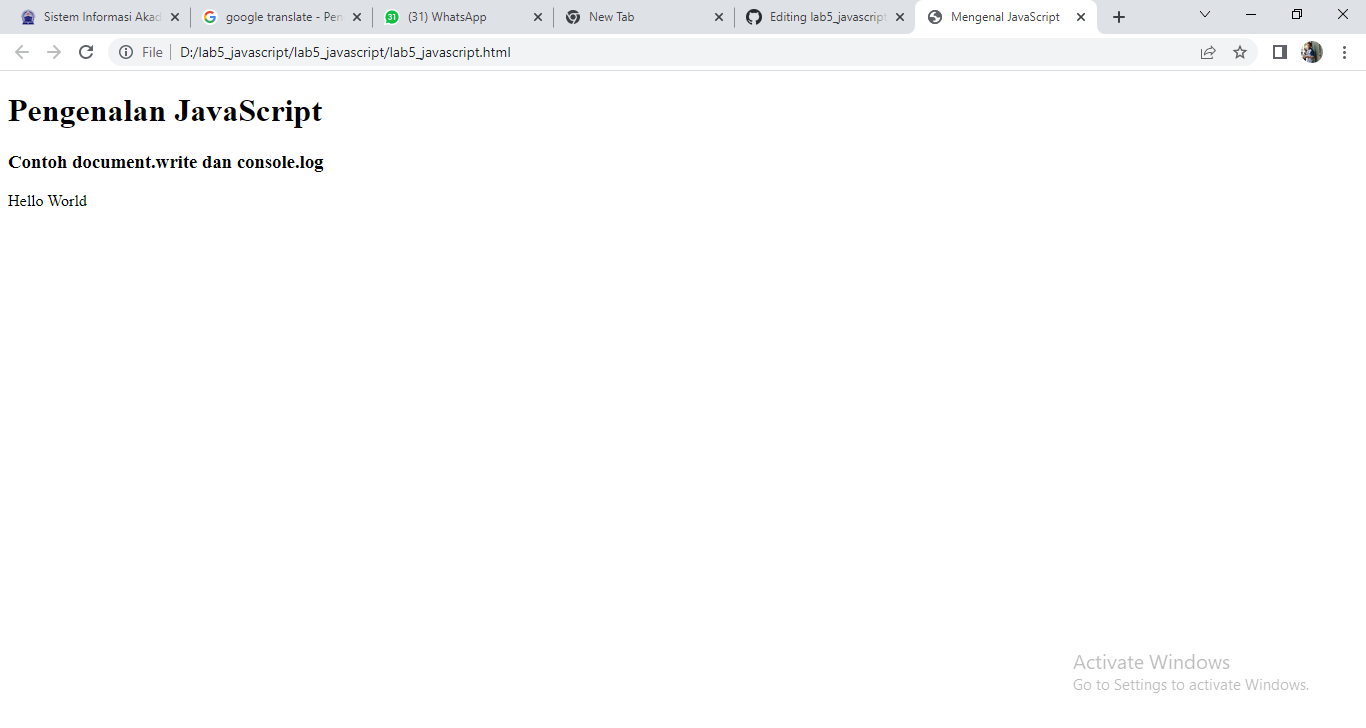 Sistem Informasi Akad
google translate - Pen
31
(31) WhatsApp
New Tab
Editing lab5_javascript
Mengenal JavaScript
File
D:/lab5_javascript/lab5_javascript/lab5_javascript.html
Pengenalan JavaScript
Contoh document.write dan console.log
Hello World
Activate Windows
Go to Settings to activate Windows.